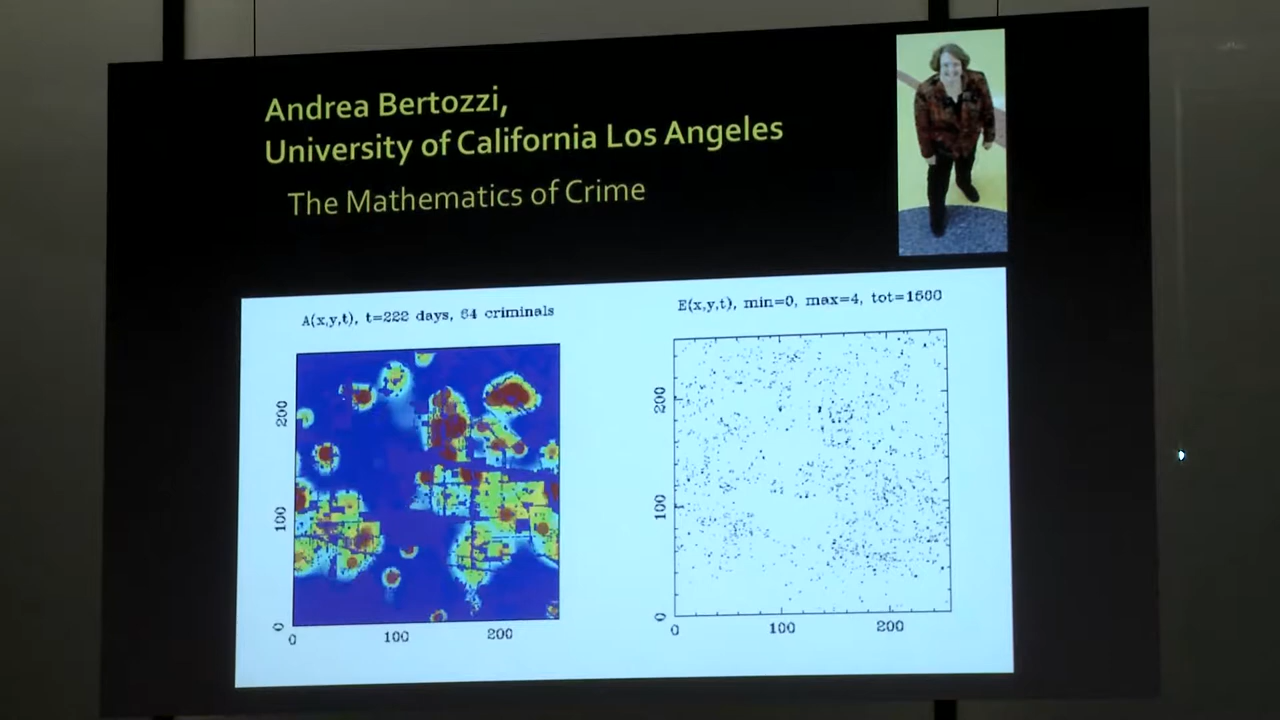 Andrea Bertozzi,
University of California Los Angeles
The Mathematics of Crime
A(x,y,t), t=222 days, 64 criminals
E(x,y,t), min=0, max=4, tot=1600
200
100
0
0 100 200
200
100
0
0 100 200